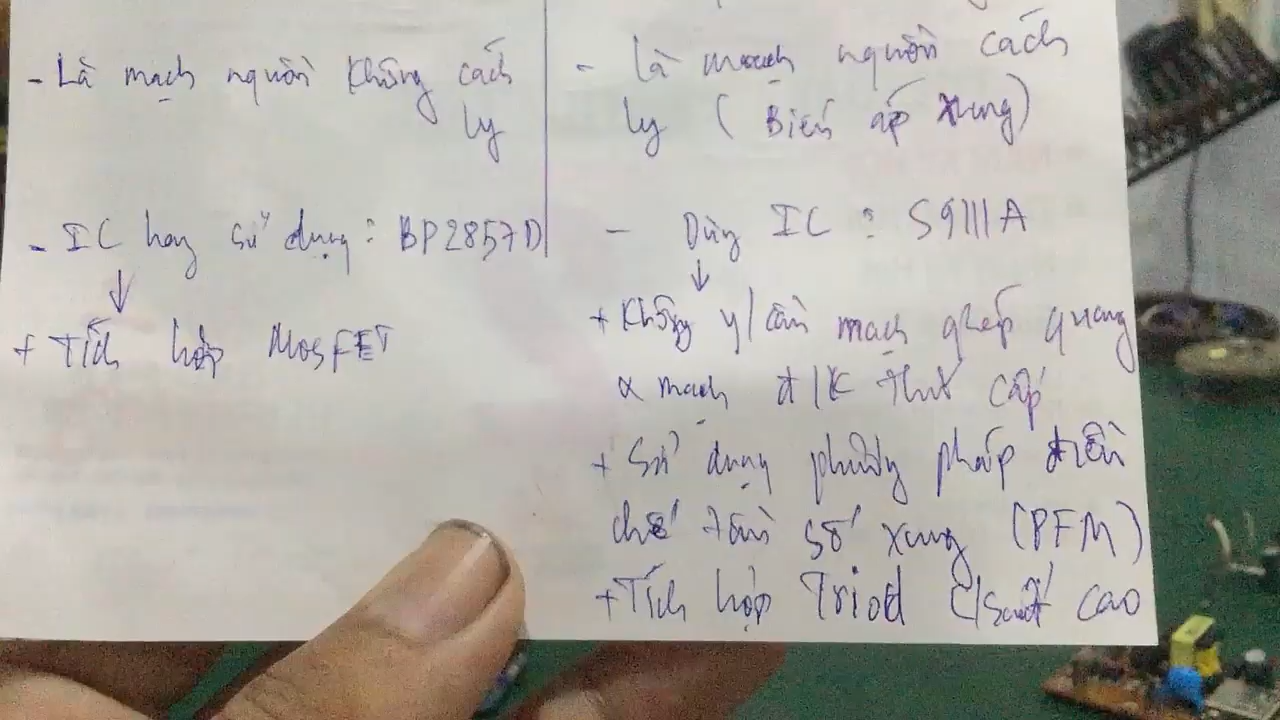 - Là mạch nguồn không cách
ly
- IC hay sử dụng: BP2857D
↓
+ Tích hợp MosFET
- Là mạch nguồn cách
ly (Biến áp xung)
- Dùng IC: S9111A
↓
+ Không y/cầu mạch ghép quang
& mạch đ/k thứ cấp
+ Sử dụng phương pháp điều
chế tần số xung (PFM)
+ Tích hợp Triod c/suất cao